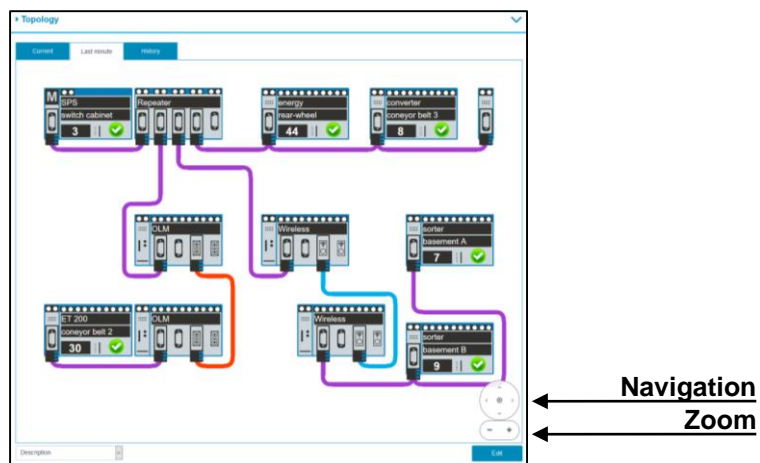 Topology
Current Last minute History
M SPS
switch cabinet
3
Repeater
energy
rear-wheel
44
converter
coneyor belt 3
8
OLM
Wireless
sorter
basement A
7
ET 200
coneyor belt 2
30
OLM
Wireless
sorter
basement B
9
Navigation
Zoom
Description
Edit